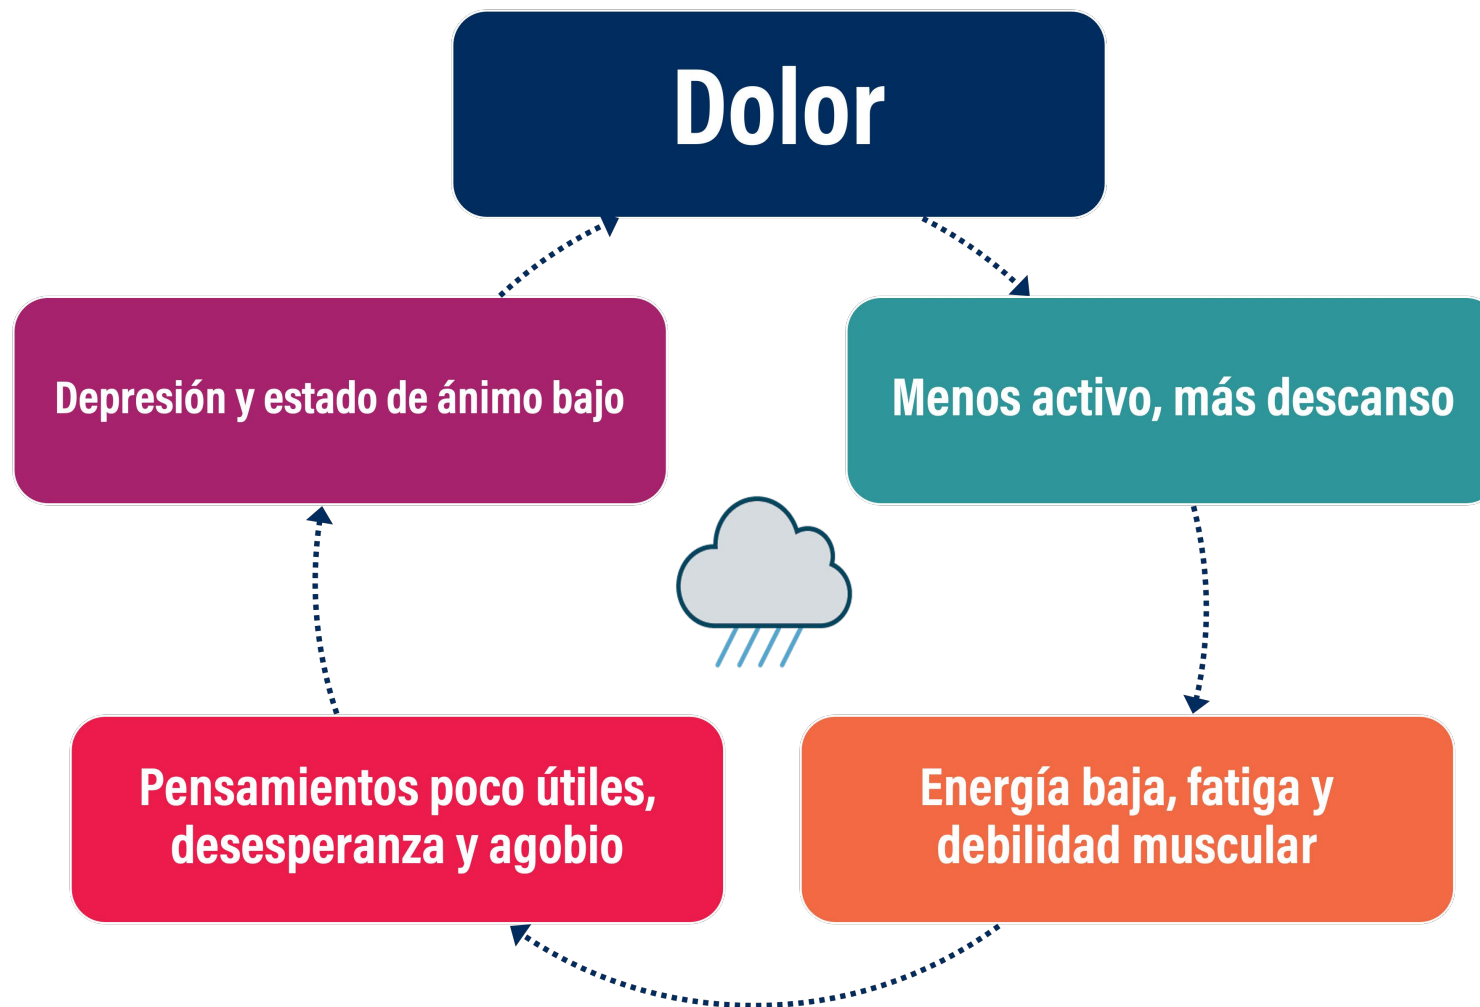 Dolor
Depresión y estado de ánimo bajo
Menos activo, más descanso
Pensamientos poco útiles,
desesperanza y agobio
Energía baja, fatiga y
debilidad muscular